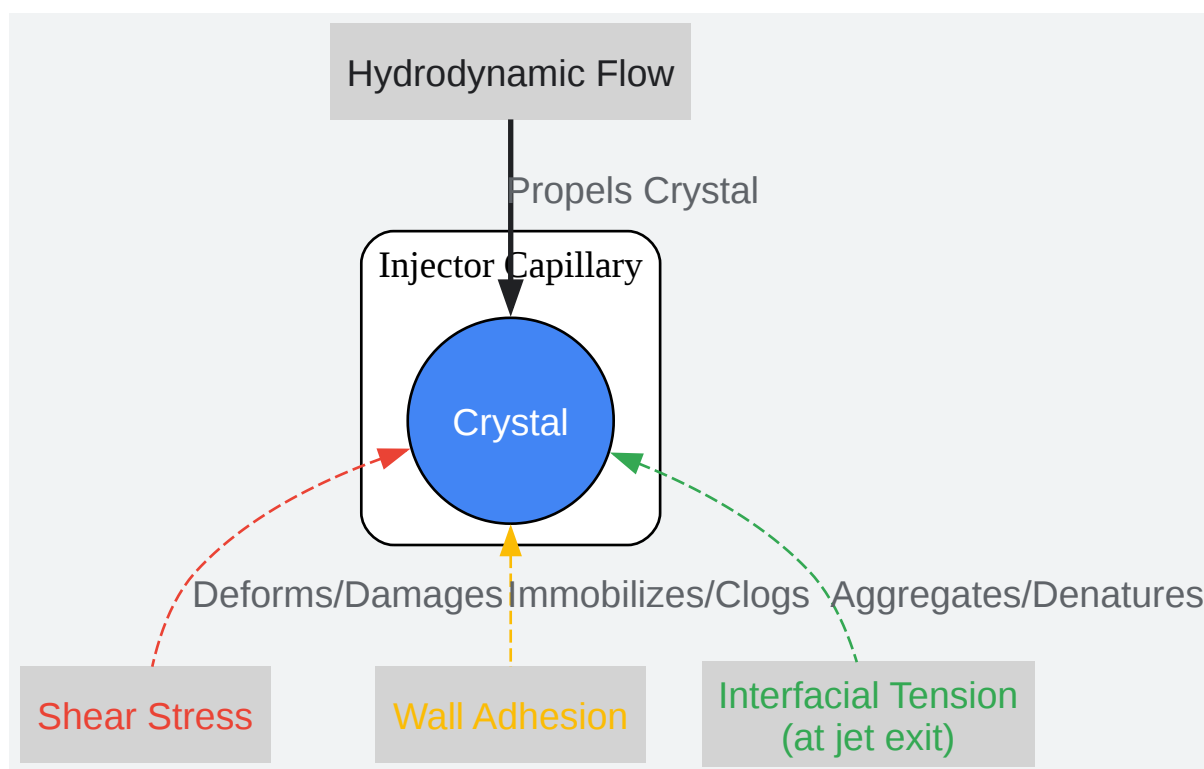 Hydrodynamic Flow
Propels Crystal
Injector Capillary
Crystal
Deforms/Damages
Immobilizes/Clogs
Aggregates/Denatures
Shear Stress
Wall Adhesion
Interfacial Tension
(at jet exit)